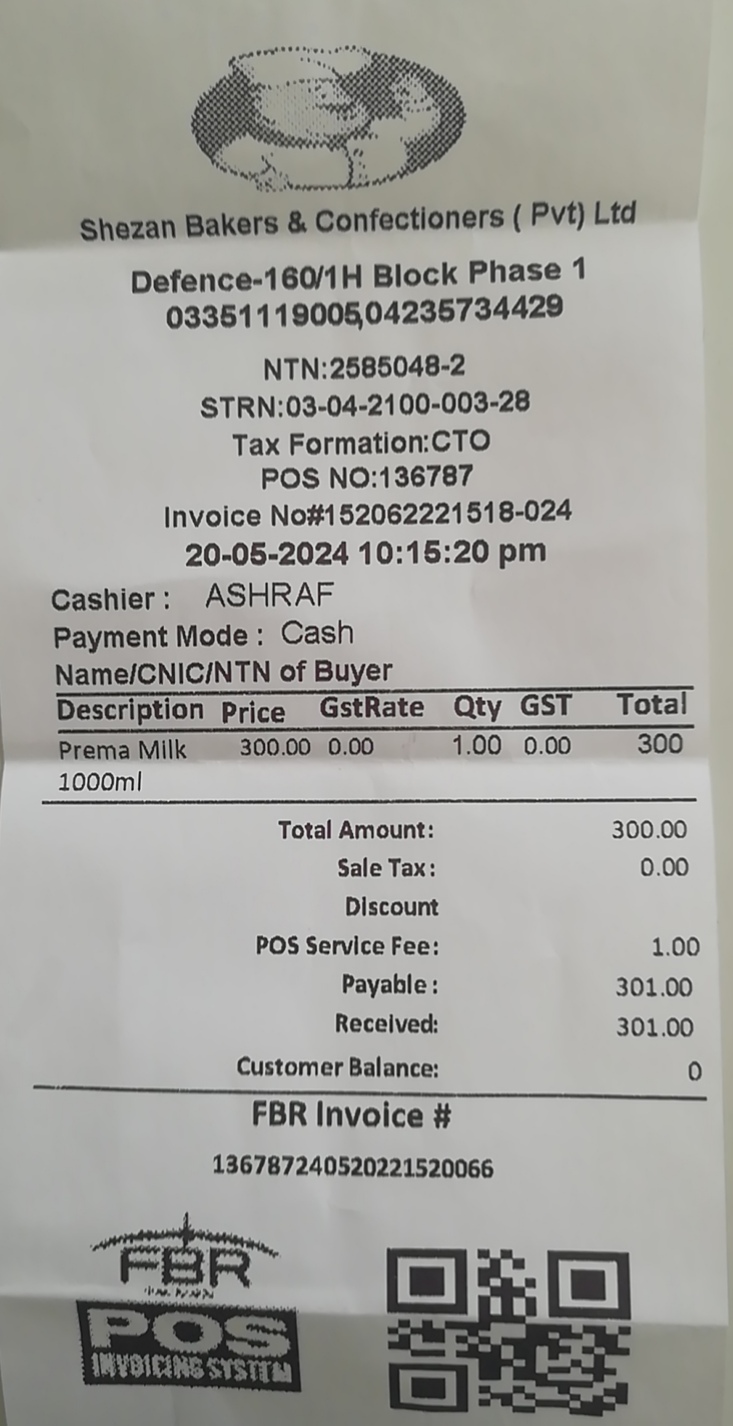 Shezan Bakers & Confectioners ( Pvt) Ltd
Defence-160/1H Block Phase 1
03351119005,04235734429
NTN:2585048-2
STRN:03-04-2100-003-28
Tax Formation:CTO
POS NO:136787
Invoice No#152062221518-024
20-05-2024 10:15:20 pm
Cashier : ASHRAF
Payment Mode : Cash
Name/CNIC/NTN of Buyer
Description Price GstRate Qty GST Total
Prema Milk 300.00 0.00 1.00 0.00 300
1000ml
Total Amount: 300.00
Sale Tax: 0.00
Discount
POS Service Fee: 1.00
Payable: 301.00
Received: 301.00
Customer Balance: 0
FBR Invoice #
136787240520221520066
FBR
POS
INVOICING SYSTEM